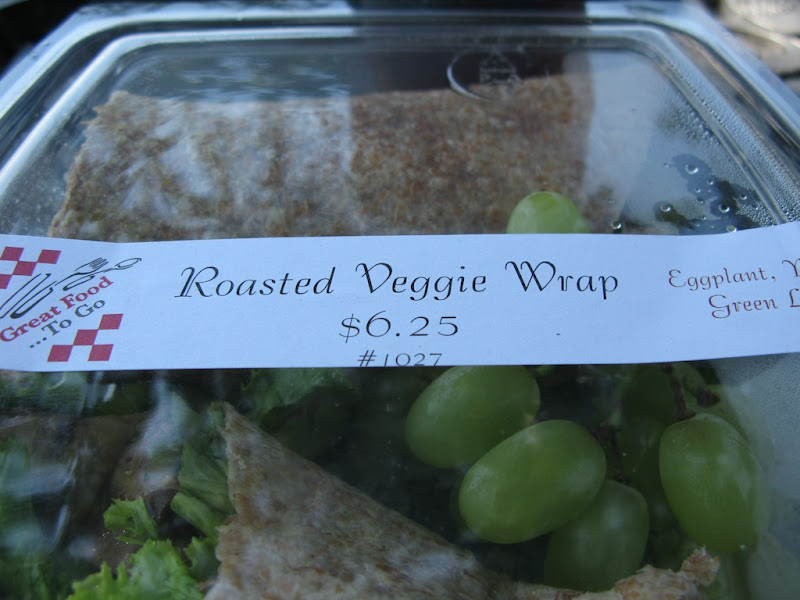 Great Food
...To Go
Roasted Veggie Wrap
$6.25
#1027
Eggplant,
Green